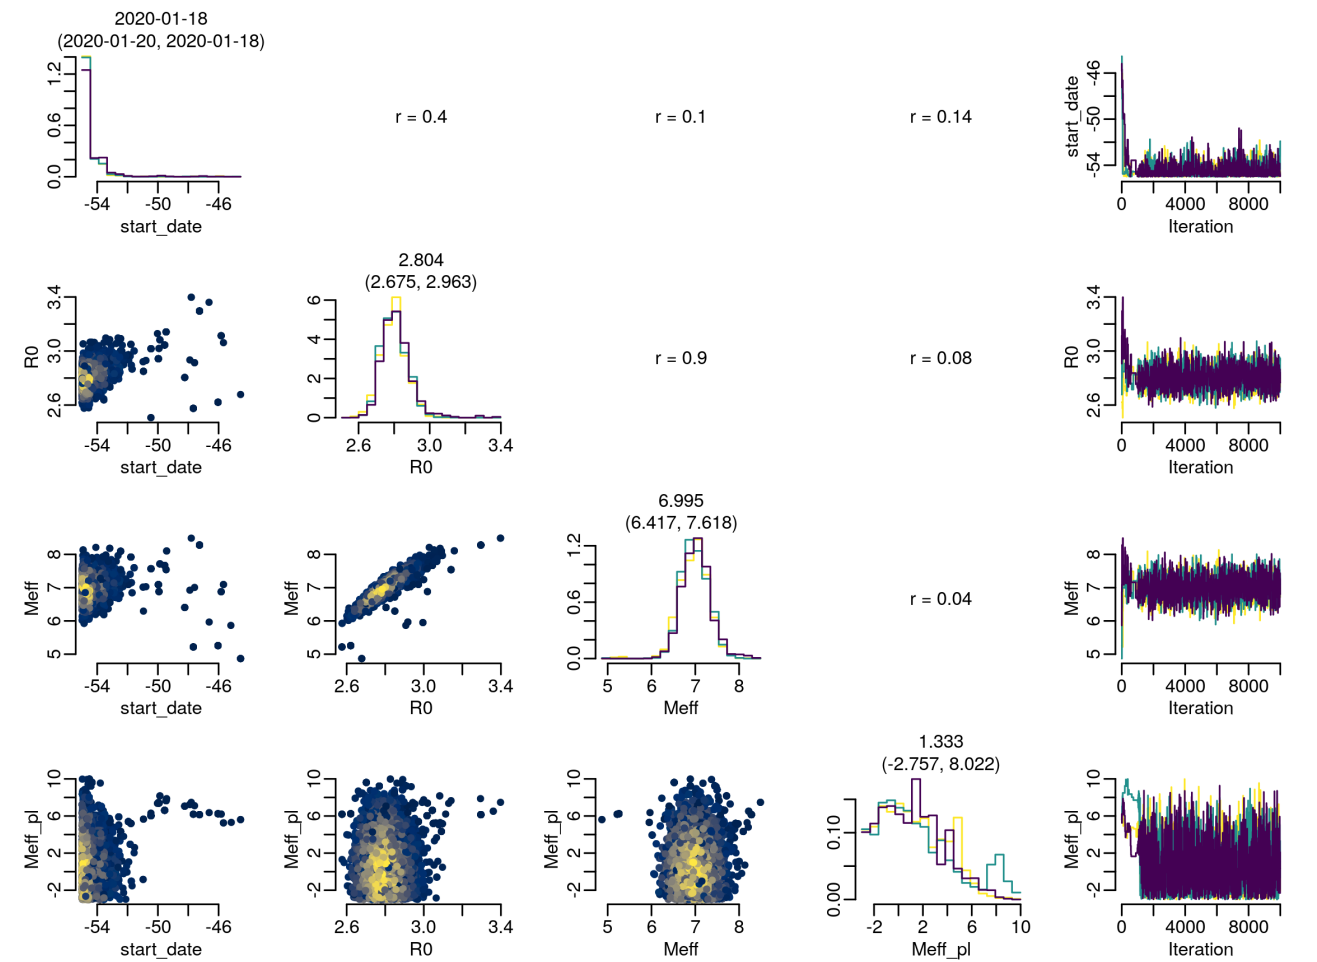 2020-01-18
(2020-01-20, 2020-01-18)
0.0 0.6 1.2
-54 -50 -46
start_date
r = 0.4
r = 0.1
r = 0.14
start_date
-54 -50 -46
0 4000 8000
Iteration
R0
2.6 3.0 3.4
-54 -50 -46
start_date
2.804
(2.675, 2.963)
0 2 4 6
2.6 3.0 3.4
R0
r = 0.9
r = 0.08
R0
2.6 3.0 3.4
0 4000 8000
Iteration
Meff
5 6 7 8
-54 -50 -46
start_date
Meff
5 6 7 8
2.6 3.0 3.4
R0
6.995
(6.417, 7.618)
0.0 0.6 1.2
5 6 7 8
Meff
r = 0.04
Meff
5 6 7 8
0 4000 8000
Iteration
Meff_pl
-2 2 6 10
-54 -50 -46
start_date
Meff_pl
-2 2 6 10
2.6 3.0 3.4
R0
Meff_pl
-2 2 6 10
5 6 7 8
Meff
1.333
(-2.757, 8.022)
0.00 0.10
-2 2 6 10
Meff_pl
Meff_pl
-2 2 6 10
0 4000 8000
Iteration